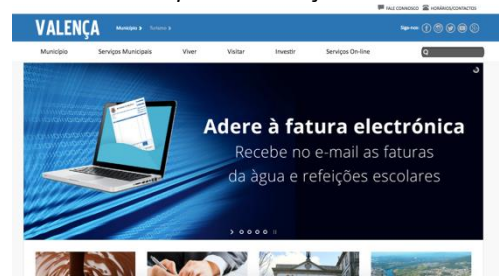 FALE CONNOSCO HORÁRIOS/CONTACTOS
VALENÇA Município Turismo Siga-nos:
Município Serviços Municipais Viver Visitar Investir Serviços On-line
Adere à fatura electrónica
Recebe no e-mail as faturas
da àgua e refeições escolares